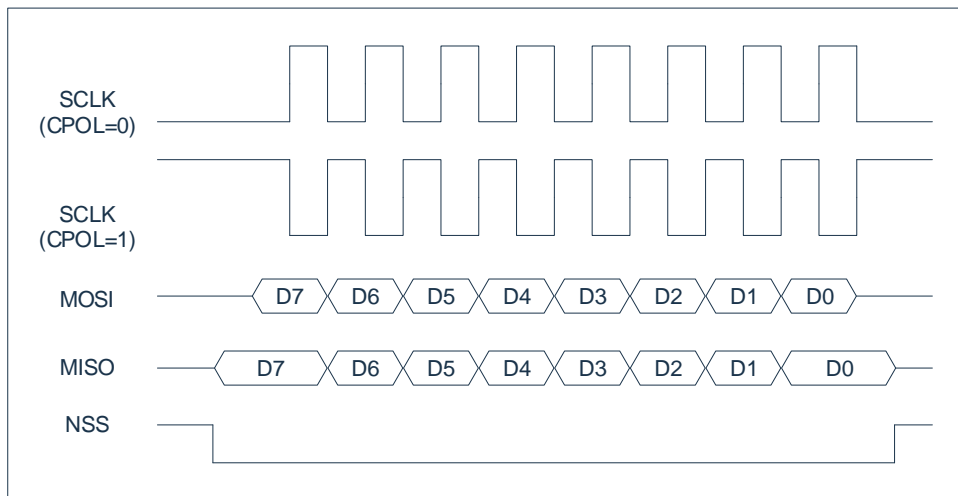 SCLK
(CPOL=0)
SCLK
(CPOL=1)
MOSI D7 D6 D5 D4 D3 D2 D1 D0
MISO D7 D6 D5 D4 D3 D2 D1 D0
NSS